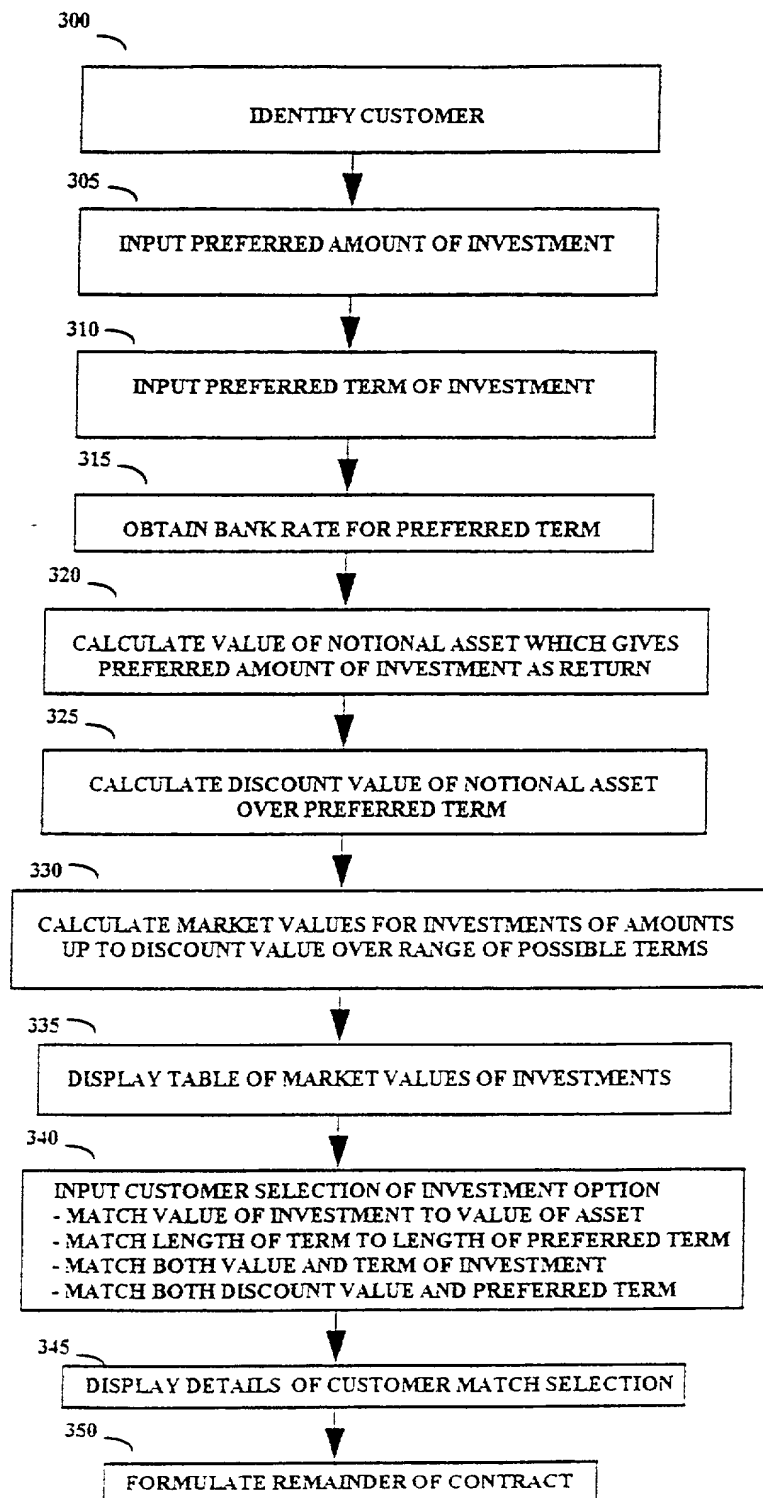 300
IDENTIFY CUSTOMER
305
INPUT PREFERRED AMOUNT OF INVESTMENT
310
INPUT PREFERRED TERM OF INVESTMENT
315
OBTAIN BANK RATE FOR PREFERRED TERM
320
CALCULATE VALUE OF NOTIONAL ASSET WHICH GIVES
PREFERRED AMOUNT OF INVESTMENT AS RETURN
325
CALCULATE DISCOUNT VALUE OF NOTIONAL ASSET
OVER PREFERRED TERM
330
CALCULATE MARKET VALUES FOR INVESTMENTS OF AMOUNTS
UP TO DISCOUNT VALUE OVER RANGE OF POSSIBLE TERMS
335
DISPLAY TABLE OF MARKET VALUES OF INVESTMENTS
340
INPUT CUSTOMER SELECTION OF INVESTMENT OPTION
- MATCH VALUE OF INVESTMENT TO VALUE OF ASSET
- MATCH LENGTH OF TERM TO LENGTH OF PREFERRED TERM
- MATCH BOTH VALUE AND TERM OF INVESTMENT
- MATCH BOTH DISCOUNT VALUE AND PREFERRED TERM
345
DISPLAY DETAILS OF CUSTOMER MATCH SELECTION
350
FORMULATE REMAINDER OF CONTRACT